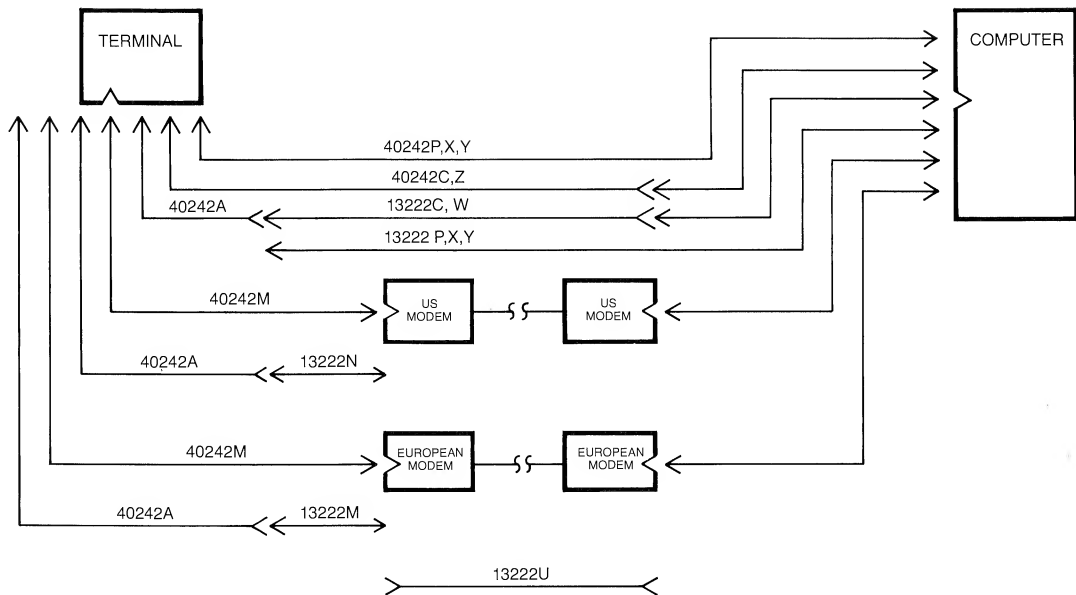 TERMINAL
COMPUTER
40242P,X,Y
40242C,Z
40242A
13222C, W
13222 P,X,Y
40242M
US
MODEM
US
MODEM
40242A
13222N
40242M
EUROPEAN
MODEM
EUROPEAN
MODEM
40242A
13222M
13222U